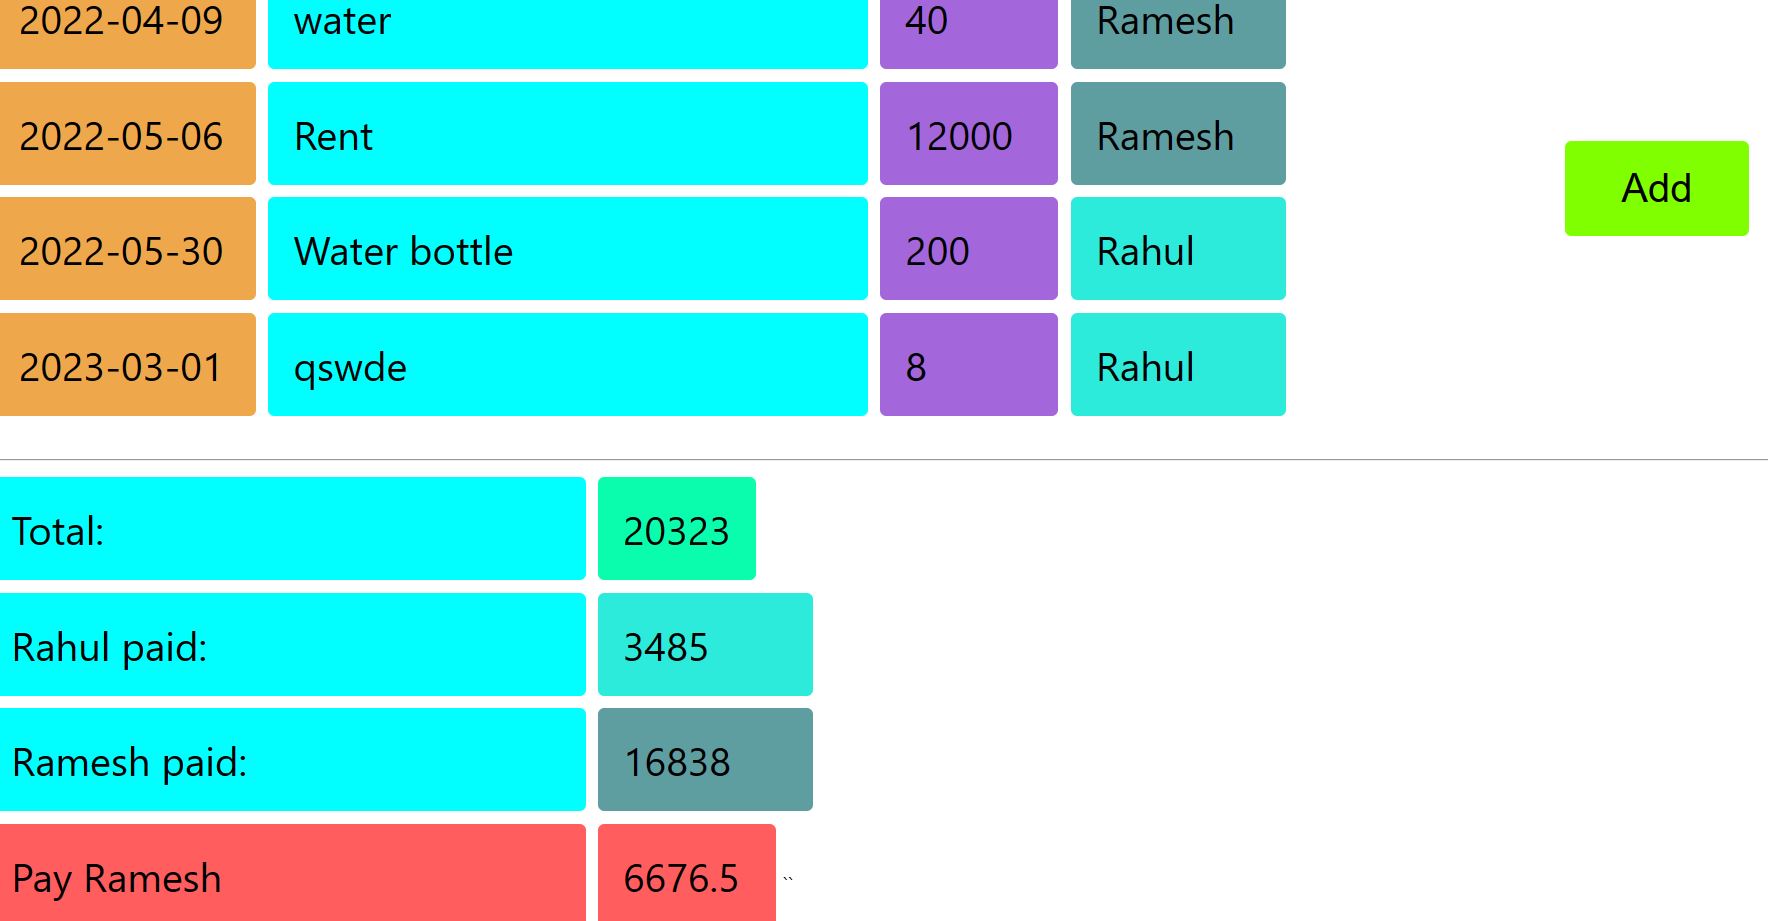 2022-04-09 water 40 Ramesh
2022-05-06 Rent 12000 Ramesh
Add
2022-05-30 Water bottle 200 Rahul
2023-03-01 qswde 8 Rahul
Total: 20323
Rahul paid: 3485
Ramesh paid: 16838
Pay Ramesh 6676.5 ``